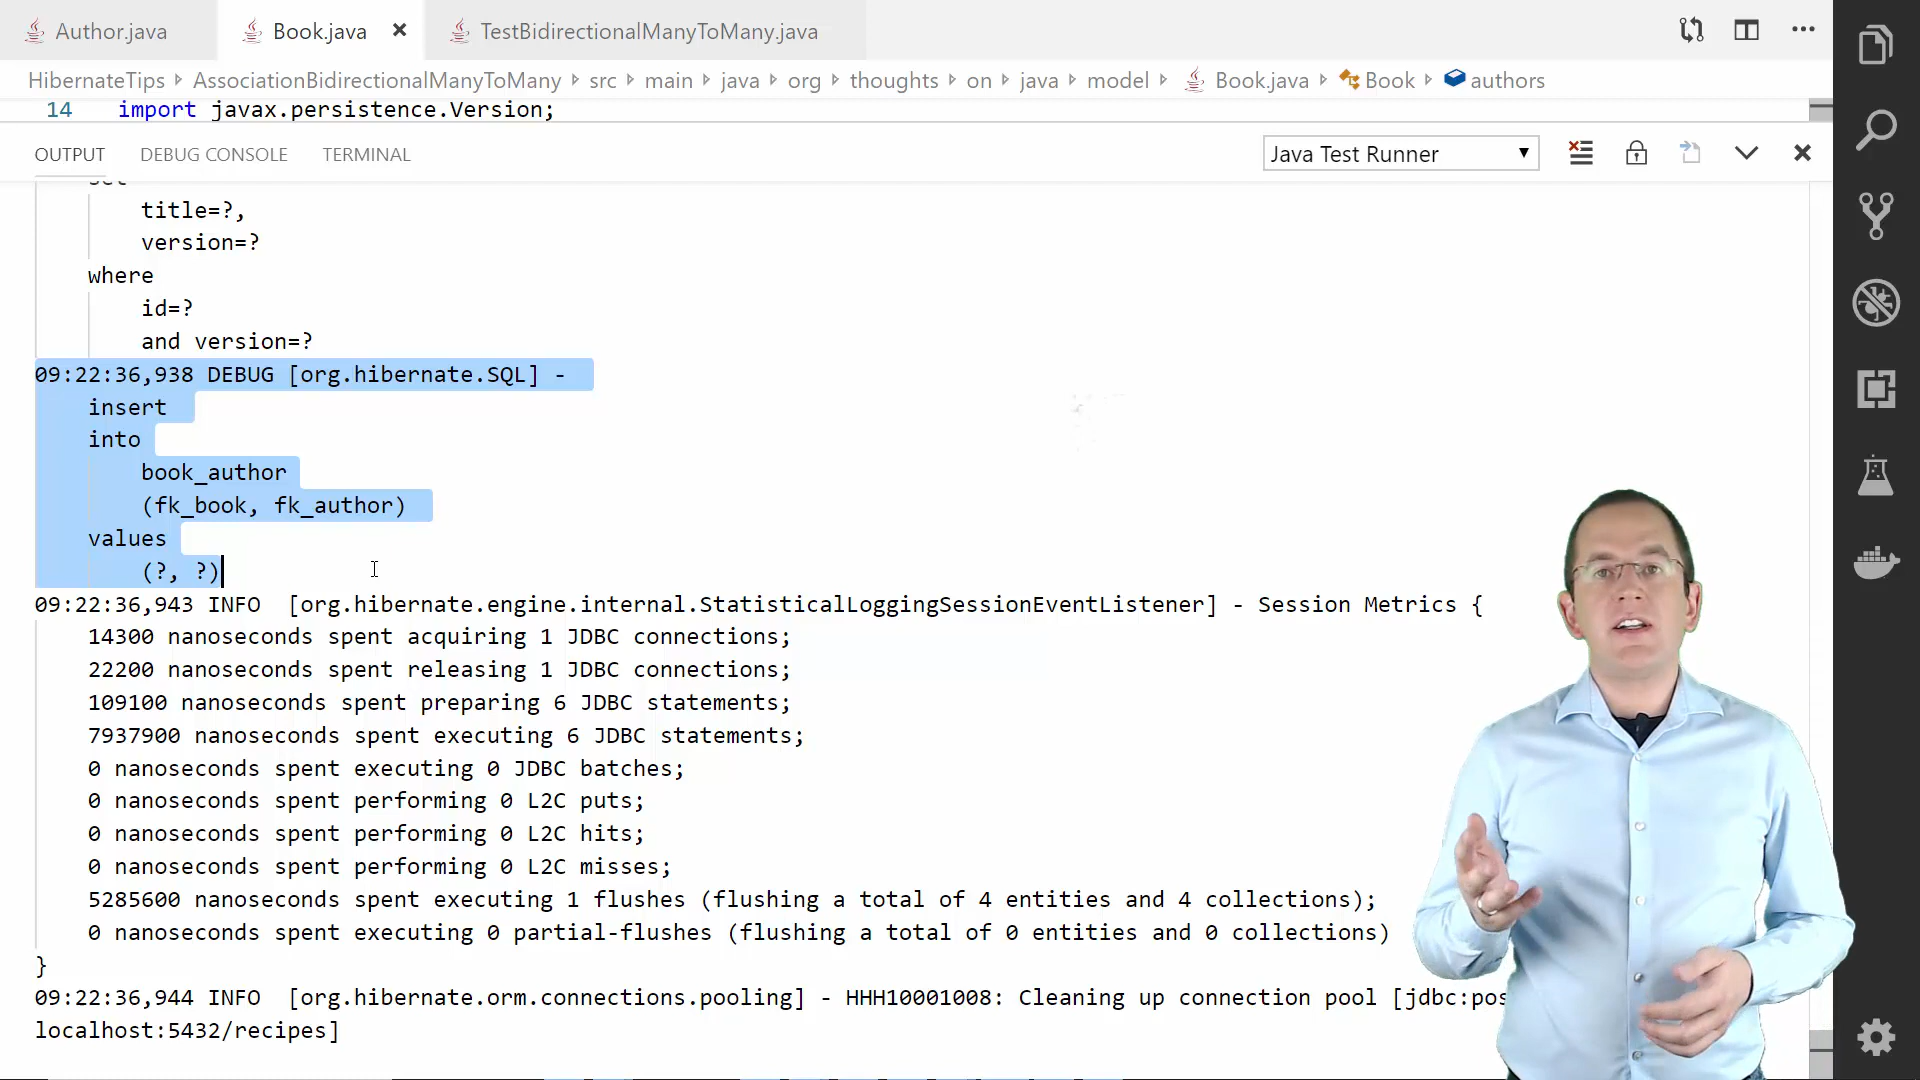 Author.java
Book.java
TestBidirectionalManyToMany.java
HibernateTips AssociationBidirectionalManyToMany src main java org thoughts on java model Book.java Book authors
14 import javax.persistence.Version;
OUTPUT DEBUG CONSOLE TERMINAL Java Test Runner
set
title=?,
version=?
where
id=?
and version=?
09:22:36,938 DEBUG [org.hibernate.SQL] -
insert
into
book_author
(fk_book, fk_author)
values
(?, ?)
09:22:36,943 INFO [org.hibernate.engine.internal.StatisticalLoggingSessionEventListener] - Session Metrics {
14300 nanoseconds spent acquiring 1 JDBC connections;
22200 nanoseconds spent releasing 1 JDBC connections;
109100 nanoseconds spent preparing 6 JDBC statements;
7937900 nanoseconds spent executing 6 JDBC statements;
0 nanoseconds spent executing 0 JDBC batches;
0 nanoseconds spent performing 0 L2C puts;
0 nanoseconds spent performing 0 L2C hits;
0 nanoseconds spent performing 0 L2C misses;
5285600 nanoseconds spent executing 1 flushes (flushing a total of 4 entities and 4 collections);
0 nanoseconds spent executing 0 partial-flushes (flushing a total of 0 entities and 0 collections)
}
09:22:36,944 INFO [org.hibernate.orm.connections.pooling] - HHH10001008: Cleaning up connection pool [jdbc:pos
localhost:5432/recipes]